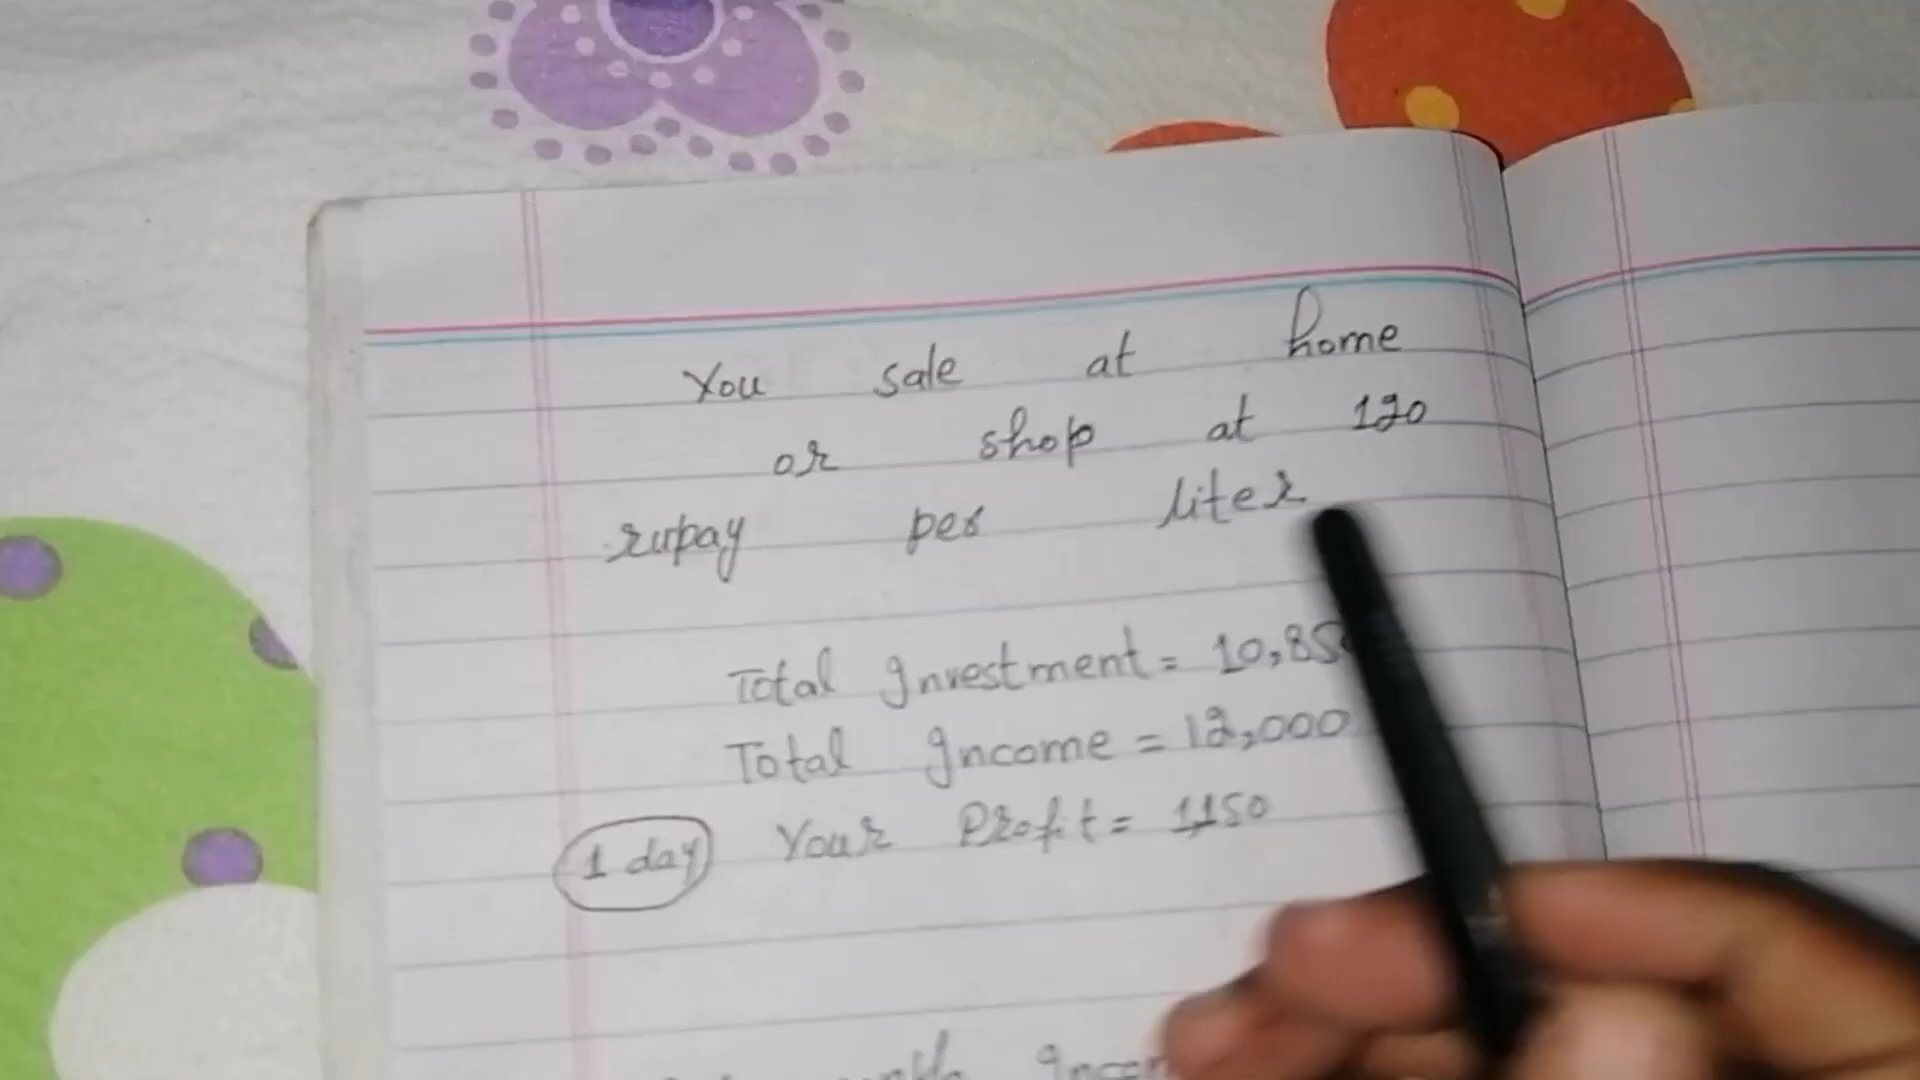 You sale at home
or shop at 120
rupay per liter
Total Investment = 10,85
Total Income = 12,000
1 day Your Profit = 1150